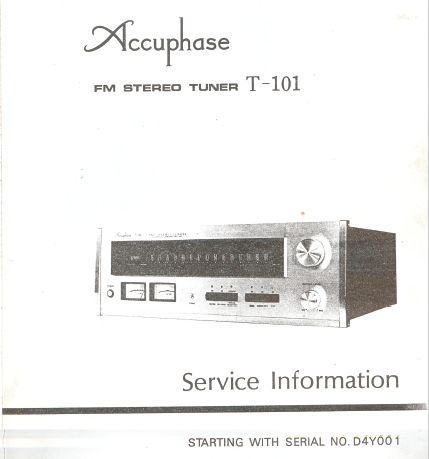 Accuphase
FM STEREO TUNER T-101
Service Information
STARTING WITH SERIAL NO. D4Y001